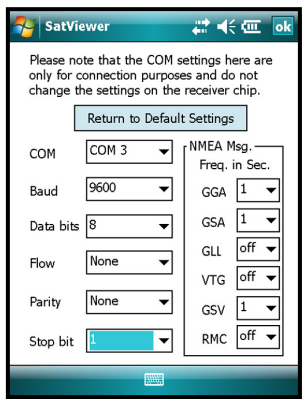 SatViewer ok
Please note that the COM settings here are
only for connection purposes and do not
change the settings on the receiver chip.
Return to Default Settings
COM COM 3
Baud 9600
Data bits 8
Flow None
Parity None
Stop bit 1
NMEA Msg.
Freq. in Sec.
GGA 1
GSA 1
GLL off
VTG off
GSV 1
RMC off